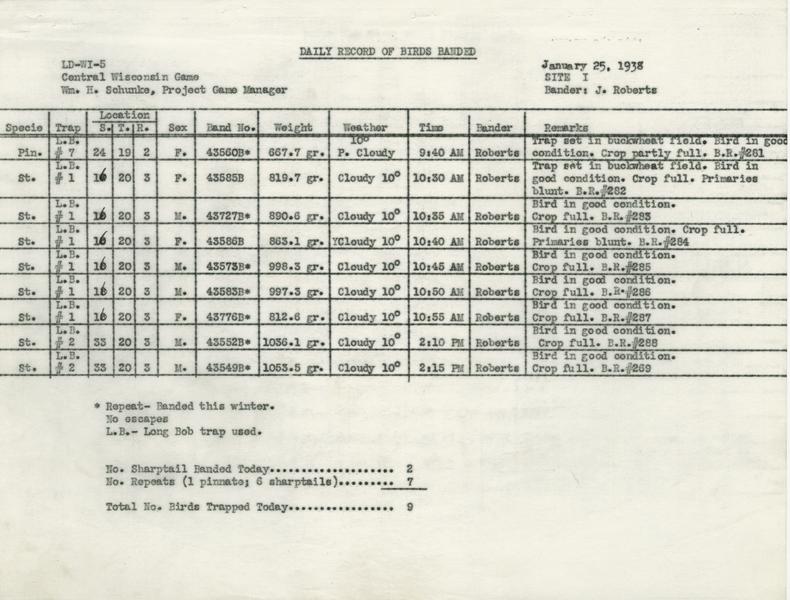 DAILY RECORD OF BIRDS BANDED
LD-WI-5
Central Wisconsin Game
Wm. H. Schunke, Project Game Manager
January 25, 1938
SITE I
Bander: J. Roberts
Location
Specie Trap S. T. R. Sex Band No. Weight Weather Time Bander Remarks
L.B. 10° Trap set in buckwheat field. Bird in good
Pin. # 7 24 19 2 F. 43560B* 667.7 gr. P. Cloudy 9:40 AM Roberts condition. Crop partly full. B.R.#281
L.B. Trap set in buckwheat field. Bird in
St. # 1 16 20 3 F. 43585B 819.7 gr. Cloudy 10° 10:30 AM Roberts good condition. Crop full. Primaries
blunt. B.R.#282
L.B. Bird in good condition.
St. # 1 16 20 3 M. 43727B* 890.6 gr. Cloudy 10° 10:35 AM Roberts Crop full. B.R.#283
L.B. Bird in good condition. Crop full.
St. # 1 16 20 3 F. 43586B 863.1 gr. YCloudy 10° 10:40 AM Roberts Primaries blunt. B.R.#284
L.B. Bird in good condition.
St. # 1 16 20 3 M. 43573B* 998.3 gr. Cloudy 10° 10:45 AM Roberts Crop full. B.R.#285
L.B. Bird in good condition.
St. # 1 16 20 3 M. 43583B* 997.3 gr. Cloudy 10° 10:50 AM Roberts Crop full. B.R.#286
L.B. Bird in good condition.
St. # 1 16 20 3 F. 43776B* 812.6 gr. Cloudy 10° 10:55 AM Roberts Crop full. B.R.#287
L.B. Bird in good condition.
St. # 2 33 20 3 M. 43552B* 1036.1 gr. Cloudy 10° 2:10 PM Roberts Crop full. B.R.#288
L.B. Bird in good condition.
St. # 2 33 20 3 M. 43549B* 1053.5 gr. Cloudy 10° 2:15 PM Roberts Crop full. B.R.#269
* Repeat- Banded this winter.
No escapes
L.B.- Long Bob trap used.
No. Sharptail Banded Today.................... 2
No. Repeats (1 pinnate; 6 sharptails)......... 7
Total No. Birds Trapped Today................. 9